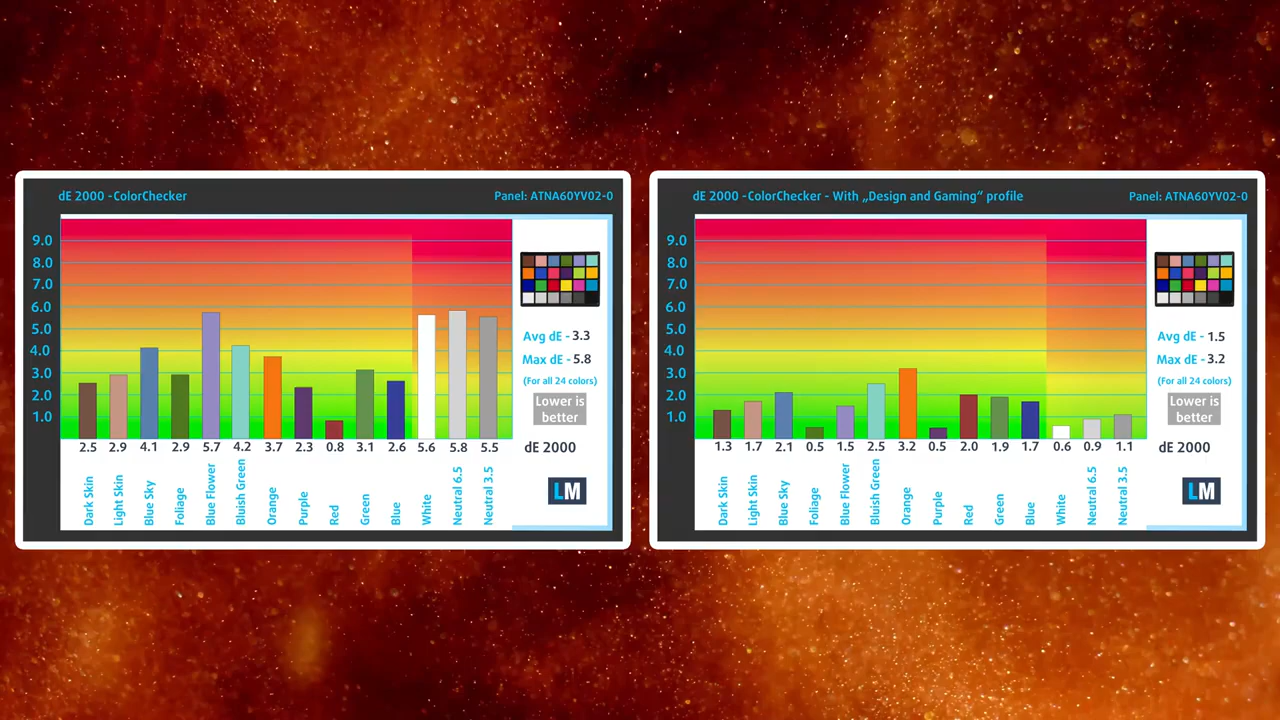 dE 2000 - ColorChecker
Panel: ATNA60YV02-0
9.0
8.0
7.0
6.0
5.0
4.0
3.0
2.0
1.0
Avg dE - 3.3
Max dE - 5.8
(For all 24 colors)
Lower is
better
2.5 2.9 4.1 2.9 5.7 4.2 3.7 2.3 0.8 3.1 2.6 5.6 5.8 5.5
dE 2000
Dark Skin
Light Skin
Blue Sky
Foliage
Blue Flower
Bluish Green
Orange
Purple
Red
Green
Blue
White
Neutral 6.5
Neutral 3.5
LM
dE 2000 - ColorChecker - With „Design and Gaming“ profile
Panel: ATNA60YV02-0
9.0
8.0
7.0
6.0
5.0
4.0
3.0
2.0
1.0
Avg dE - 1.5
Max dE - 3.2
(For all 24 colors)
Lower is
better
1.3 1.7 2.1 0.5 1.5 2.5 3.2 0.5 2.0 1.9 1.7 0.6 0.9 1.1
dE 2000
Dark Skin
Light Skin
Blue Sky
Foliage
Blue Flower
Bluish Green
Orange
Purple
Red
Green
Blue
White
Neutral 6.5
Neutral 3.5
LM